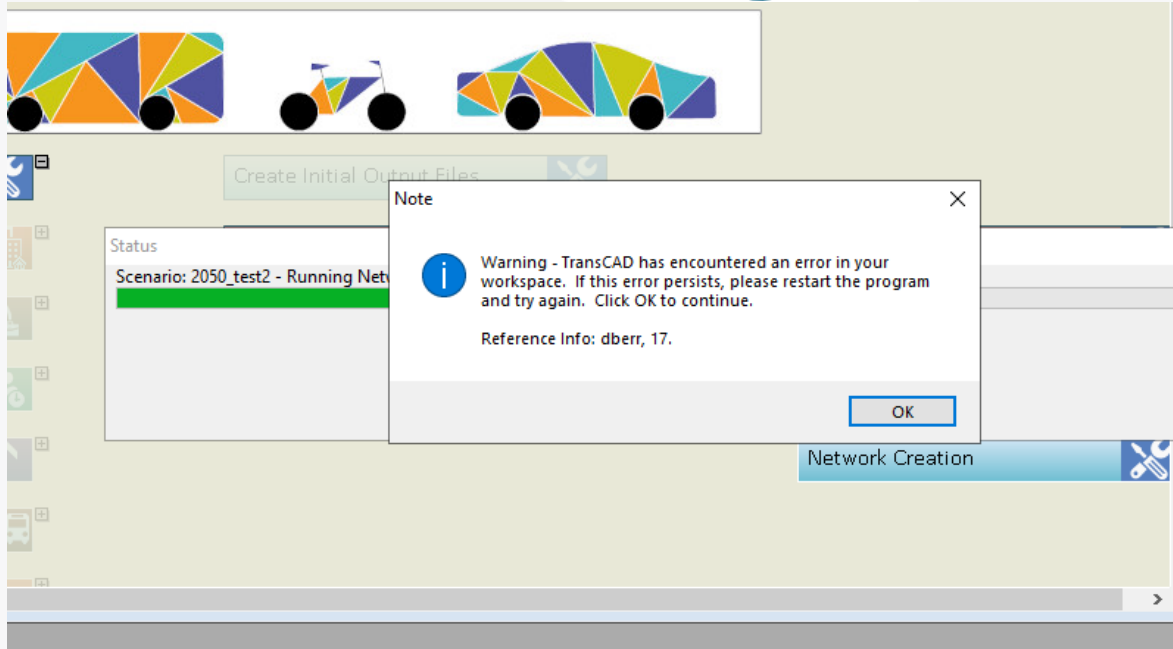 Create Initial Output Files
Note
Status
Scenario: 2050_test2 - Running Net
Warning - TransCAD has encountered an error in your
workspace. If this error persists, please restart the program
and try again. Click OK to continue.
Reference Info: dberr, 17.
OK
Network Creation